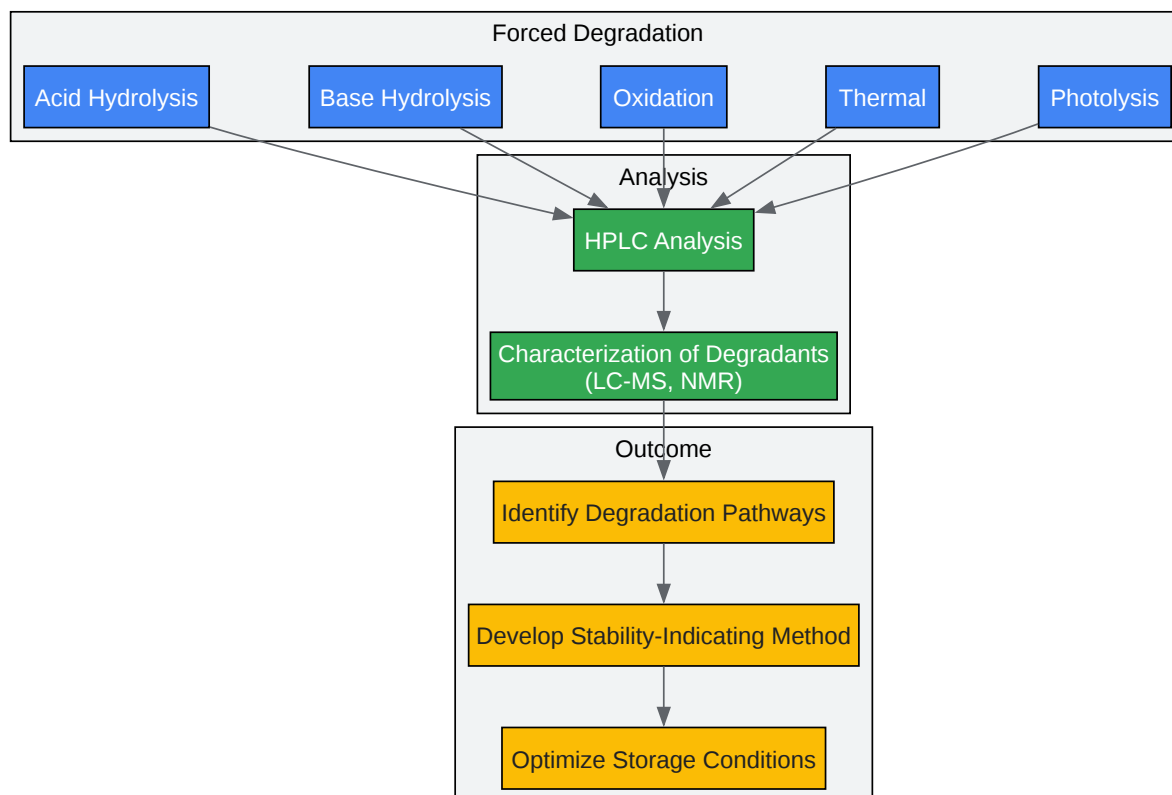 Forced Degradation
Acid Hydrolysis
Base Hydrolysis
Oxidation
Thermal
Photolysis
Analysis
HPLC Analysis
Characterization of Degradants
(LC-MS, NMR)
Outcome
Identify Degradation Pathways
Develop Stability-Indicating Method
Optimize Storage Conditions